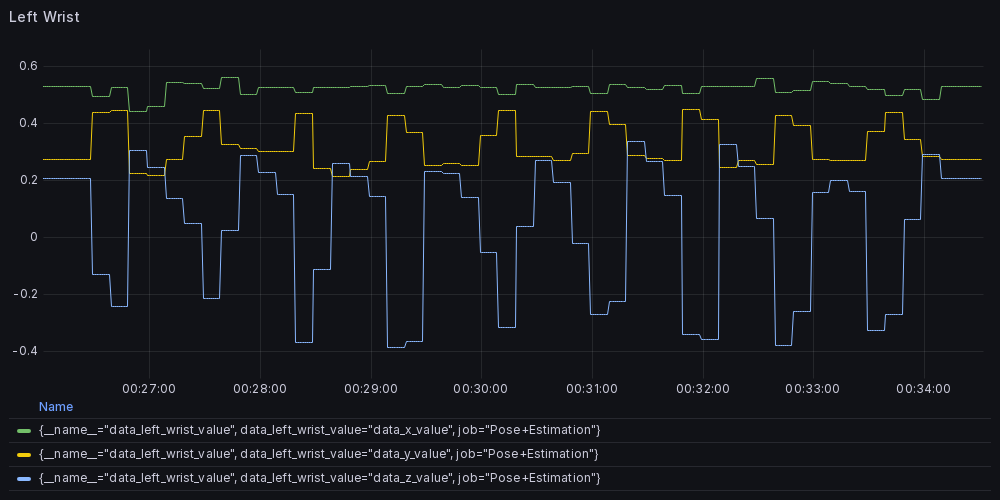 Left Wrist
0.6
0.4
0.2
0
-0.2
-0.4
00:27:00 00:28:00 00:29:00 00:30:00 00:31:00 00:32:00 00:33:00 00:34:00
Name
{__name__="data_left_wrist_value", data_left_wrist_value="data_x_value", job="Pose+Estimation"}
{__name__="data_left_wrist_value", data_left_wrist_value="data_y_value", job="Pose+Estimation"}
{__name__="data_left_wrist_value", data_left_wrist_value="data_z_value", job="Pose+Estimation"}